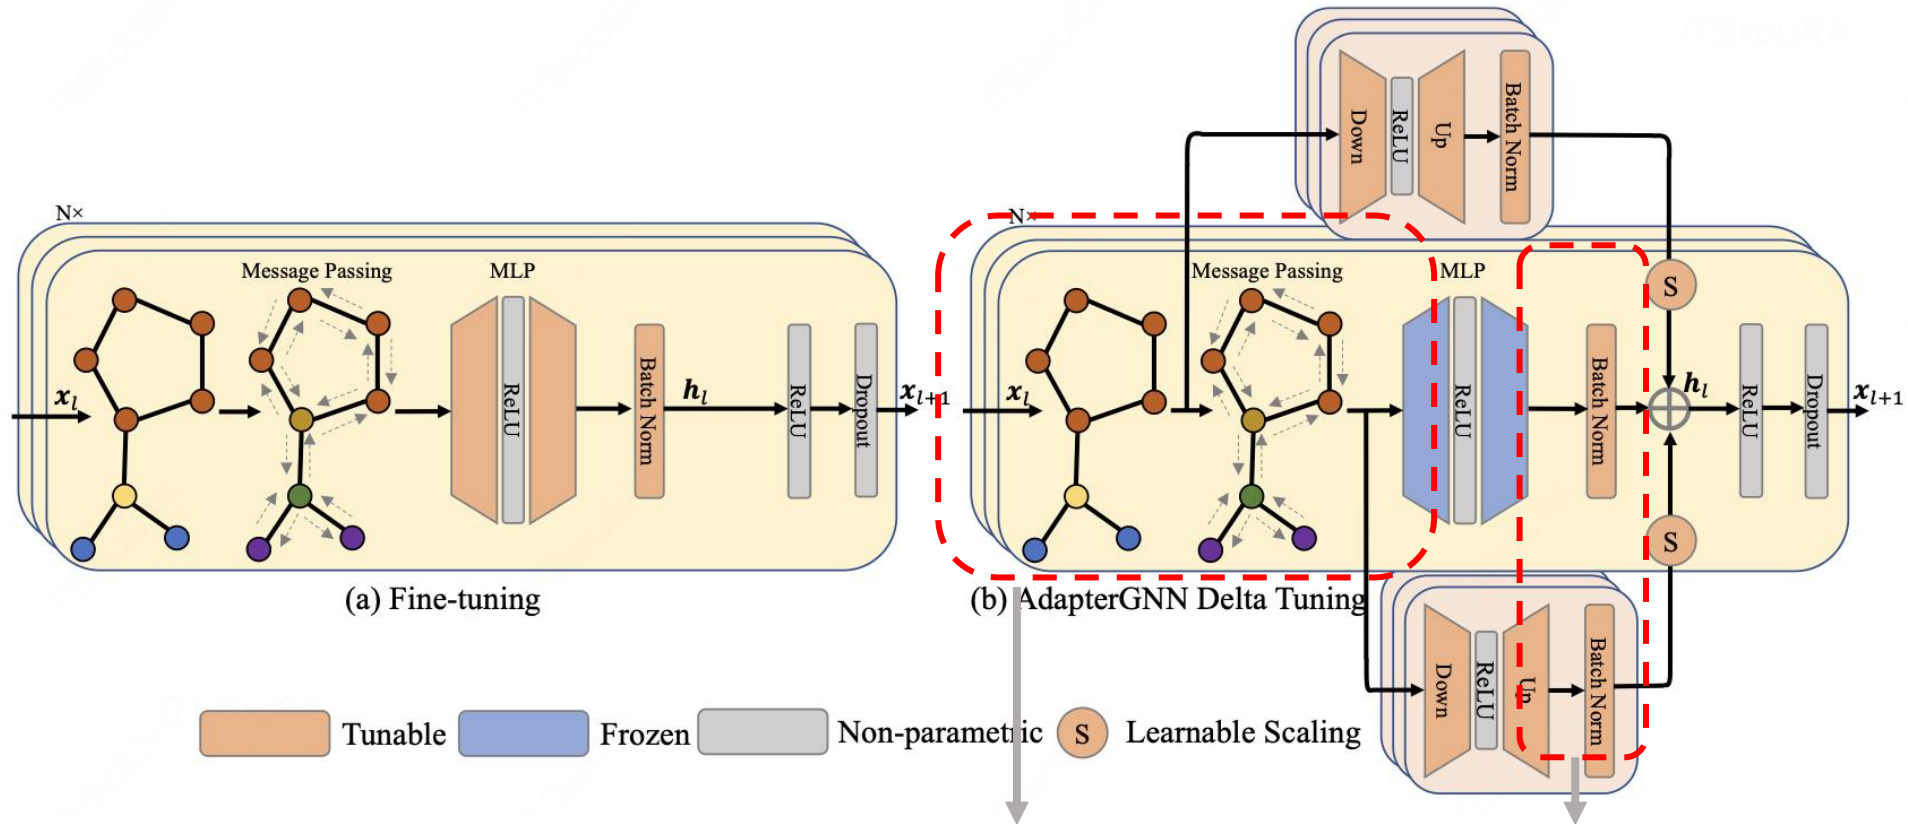 Down
ReLU
Up
Batch Norm
N×
Message Passing
MLP
x_l
ReLU
Batch Norm
h_l
ReLU
Dropout
x_{l+1}
(a) Fine-tuning
N×
Message Passing
MLP
S
x_l
ReLU
Batch Norm
h_l
ReLU
Dropout
x_{l+1}
S
(b) AdapterGNN Delta Tuning
Down
ReLU
Up
Batch Norm
Tunable
Frozen
Non-parametric
S
Learnable Scaling